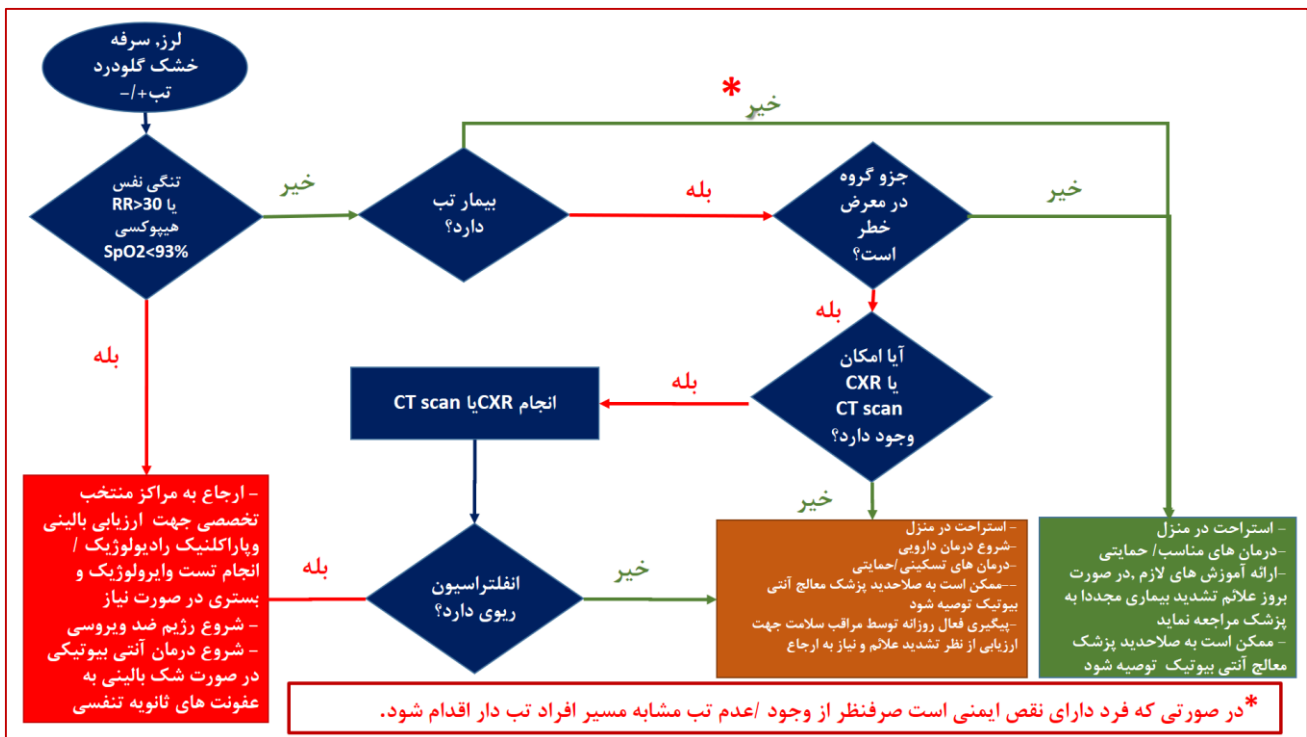 لرز, سرفه
خشک گلودرد
تب+/-
تنگی نفس
یا RR>30
هیپوکسی
SpO2<93%
خیر
بیمار تب
دارد؟
خیر*
بله
جزو گروه
در معرض
خطر
است؟
خیر
بله
بله
آیا امکان
CXR یا
CT scan
وجود دارد؟
بله
انجام CXRیا CT scan
خیر
انفلتراسیون
ریوی دارد؟
بله
خیر
- ارجاع به مراکز منتخب
تخصصی جهت ارزیابی بالینی
وپاراکلنیک رادیولوژیک /
انجام تست وایرولوژیک و
بستری در صورت نیاز
- شروع رژیم ضد ویروسی
- شروع درمان آنتی بیوتیکی
در صورت شک بالینی به
عفونت های ثانویه تنفسی
- استراحت در منزل
-شروع درمان دارویی
-درمان های تسکینی/حمایتی
--ممکن است به صلاحدید پزشک معالج آنتی
بیوتیک توصیه شود
-پیگیری فعال روزانه توسط مراقب سلامت جهت
ارزیابی از نظر تشدید علائم و نیاز به ارجاع
- استراحت در منزل
-درمان های مناسب/ حمایتی
-ارائه آموزش های لازم ,در صورت
بروز علائم تشدید بیماری مجددا به
پزشک مراجعه نماید
- ممکن است به صلاحدید پزشک
معالج آنتی بیوتیک توصیه شود
*در صورتی که فرد دارای نقص ایمنی است صرفنظر از وجود /عدم تب مشابه مسیر افراد تب دار اقدام شود.